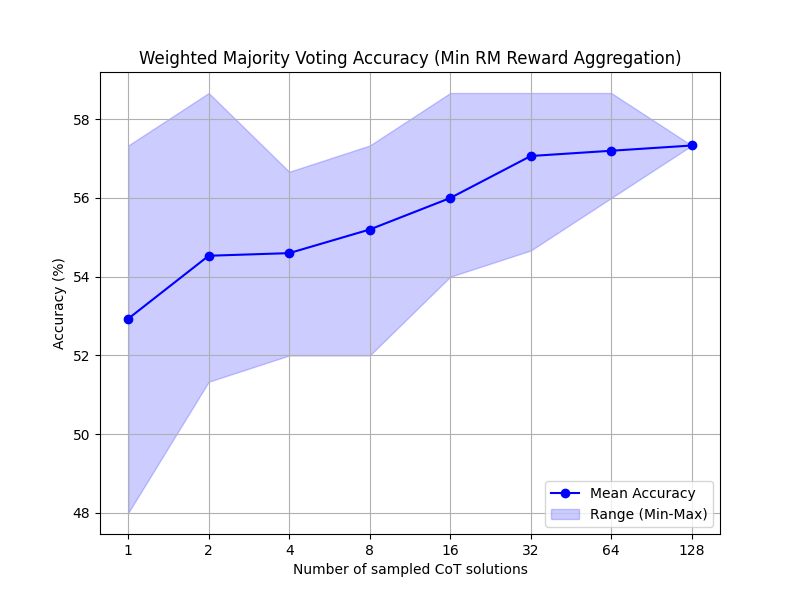 Weighted Majority Voting Accuracy (Min RM Reward Aggregation)
Accuracy (%)
58
56
54
52
50
48
Mean Accuracy
Range (Min-Max)
1 2 4 8 16 32 64 128
Number of sampled CoT solutions